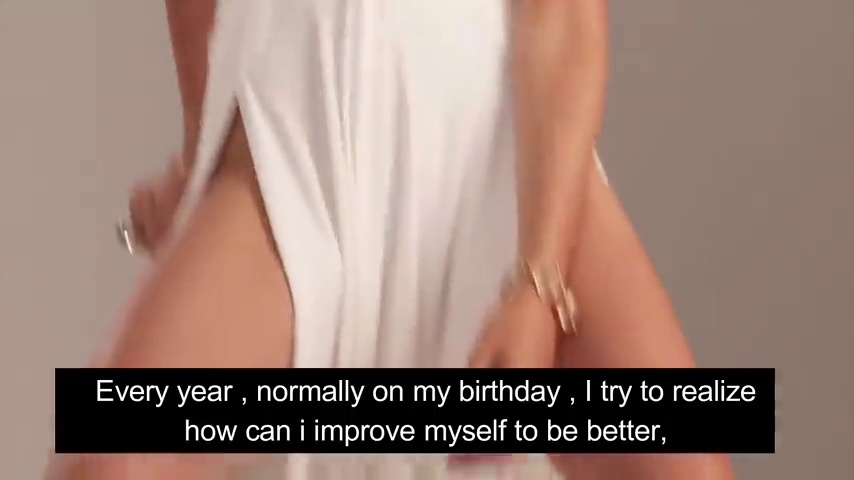 Every year , normally on my birthday , I try to realize
how can i improve myself to be better,